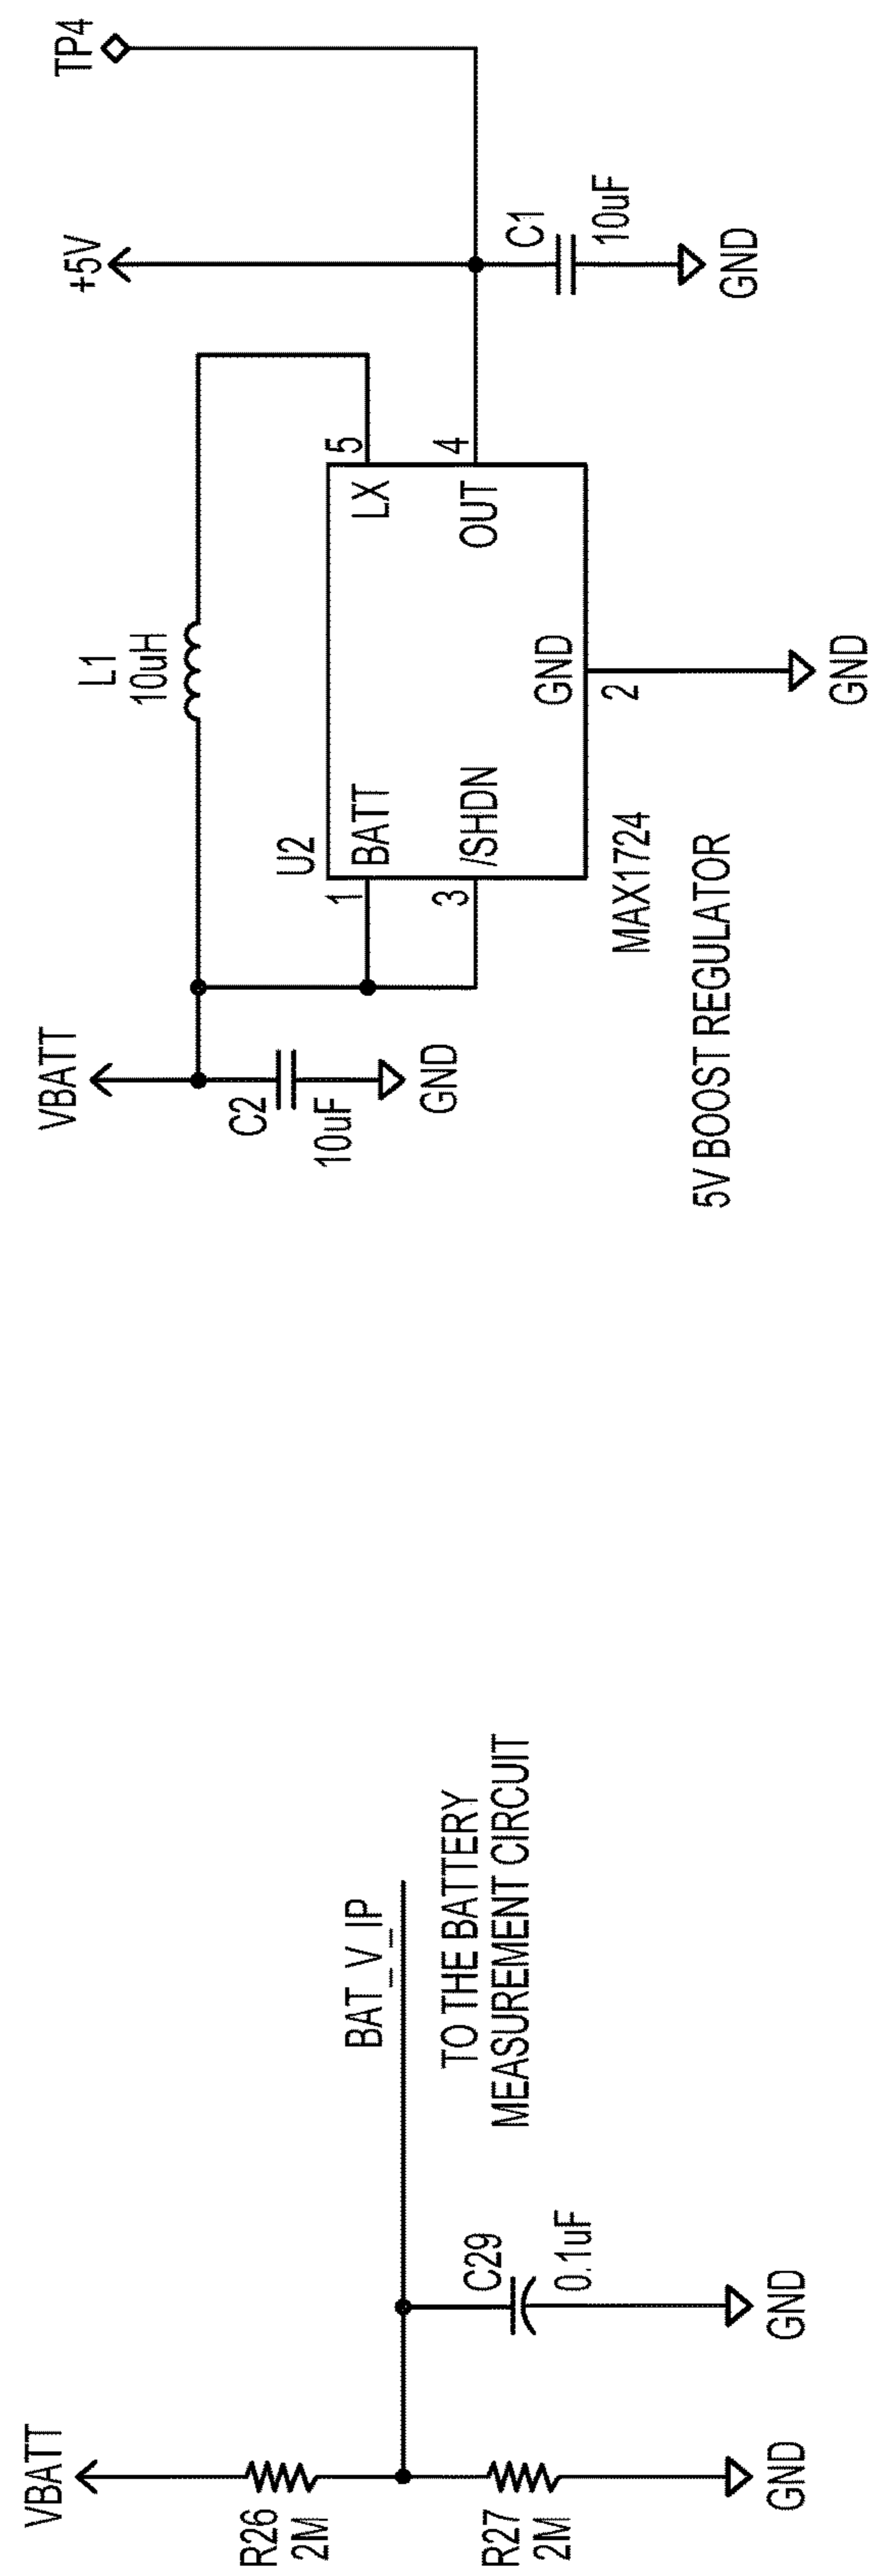 VBATT
R26
2M
R27
2M
GND
C29
0.1uF
GND
BAT_V_IP
TO THE BATTERY
MEASUREMENT CIRCUIT
VBATT
C2
10uF
GND
L1
10uH
U2
1
BATT
3
/SHDN
5
LX
4
OUT
GND
2
GND
MAX1724
5V BOOST REGULATOR
+5V
C1
10uF
GND
TP4